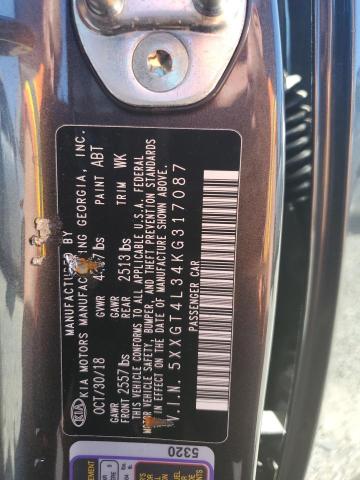 KIA
MANUFACTURED BY
KIA MOTORS MANUFACTURING GEORGIA, INC.
OCT/30/18
GVWR lbs PAINT ABT
GAWR FRONT 2557 lbs
GAWR REAR 2513 lbs TRIM WK
THIS VEHICLE CONFORMS TO ALL APPLICABLE U.S.A. FEDERAL
MOTOR VEHICLE SAFETY, BUMPER, AND THEFT PREVENTION STANDARDS
IN EFFECT ON THE DATE OF MANUFACTURE SHOWN ABOVE.
V.I.N. 5XXGT4L34KG317087
PASSENGER CAR
5320